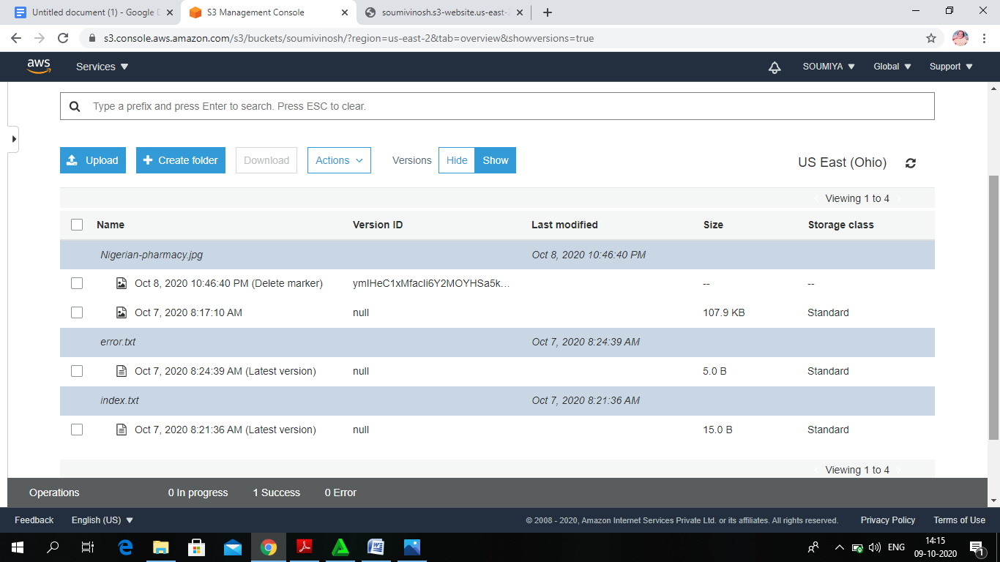 Untitled document (1) - Google D
S3 Management Console
soumivinosh.s3-website.us-east-2
s3.console.aws.amazon.com/s3/buckets/soumivinosh/?region=us-east-2&tab=overview&showversions=true
aws
Services
SOUMIYA
Global
Support
Type a prefix and press Enter to search. Press ESC to clear.
Upload
Create folder
Download
Actions
Versions
Hide
Show
US East (Ohio)
Viewing 1 to 4
Name Version ID Last modified Size Storage class
Nigerian-pharmacy.jpg Oct 8, 2020 10:46:40 PM
Oct 8, 2020 10:46:40 PM (Delete marker) ymIHeC1xMfacIi6Y2MOYHSa5k... -- --
Oct 7, 2020 8:17:10 AM null 107.9 KB Standard
error.txt Oct 7, 2020 8:24:39 AM
Oct 7, 2020 8:24:39 AM (Latest version) null 5.0 B Standard
index.txt Oct 7, 2020 8:21:36 AM
Oct 7, 2020 8:21:36 AM (Latest version) null 15.0 B Standard
Viewing 1 to 4
Operations 0 In progress 1 Success 0 Error
Feedback English (US) © 2008 - 2020, Amazon Internet Services Private Ltd. or its affiliates. All rights reserved. Privacy Policy Terms of Use
ENG
14:15
09-10-2020
1